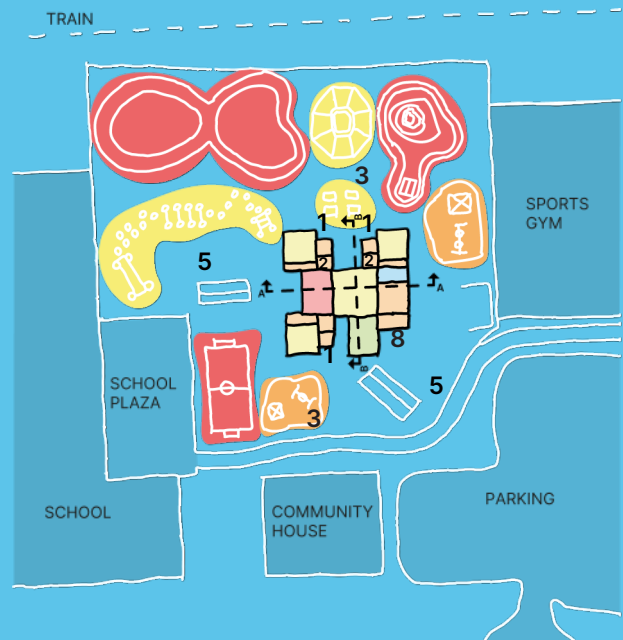 TRAIN
3
SPORTS
GYM
1
B
1
2
2
5
A
A
8
1
B
SCHOOL
PLAZA
5
3
SCHOOL
COMMUNITY
HOUSE
PARKING